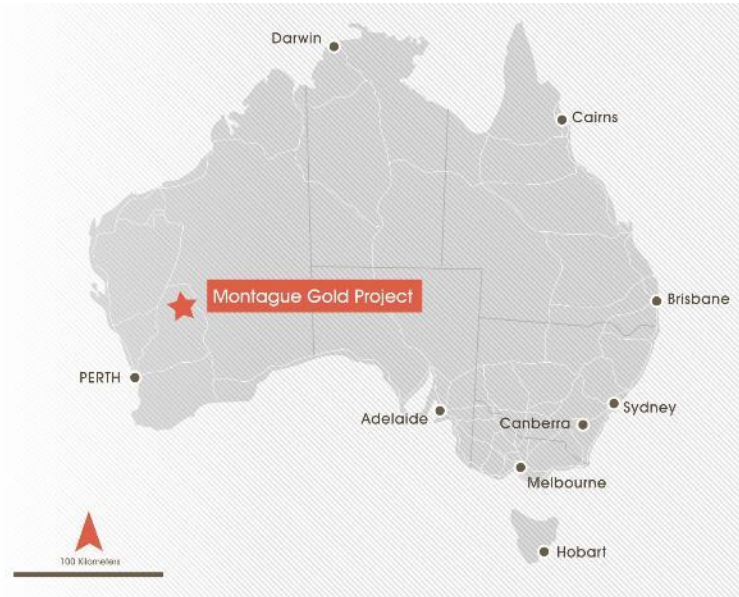 Darwin
Cairns
Montague Gold Project
Brisbane
PERTH
Sydney
Adelaide
Canberra
Melbourne
Hobart
100 Kilometers